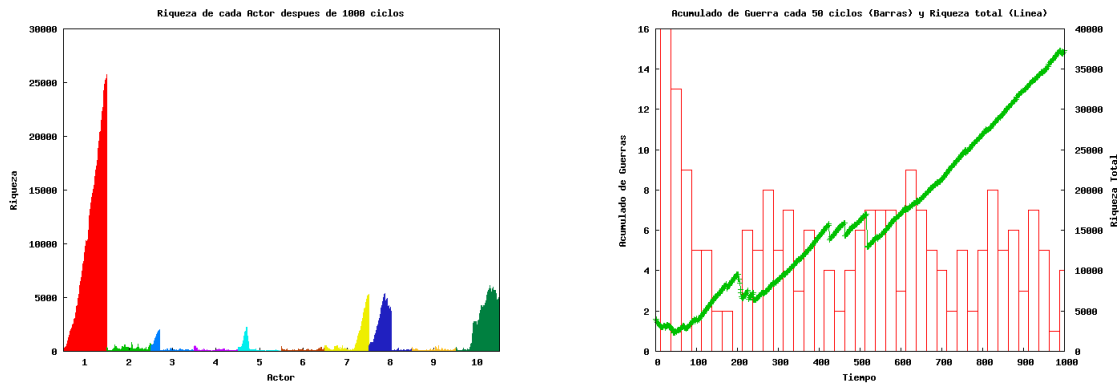 Riqueza de cada Actor despues de 1000 ciclos
30000
25000
20000
15000
10000
5000
0
Riqueza
1 2 3 4 5 6 7 8 9 10
Actor
Acumulado de Guerra cada 50 ciclos (Barras) y Riqueza total (Linea)
16
14
12
10
8
6
4
2
0
Acumulado de Guerras
40000
35000
30000
25000
20000
15000
10000
5000
0
Riqueza Total
0 100 200 300 400 500 600 700 800 900 1000
Tiempo